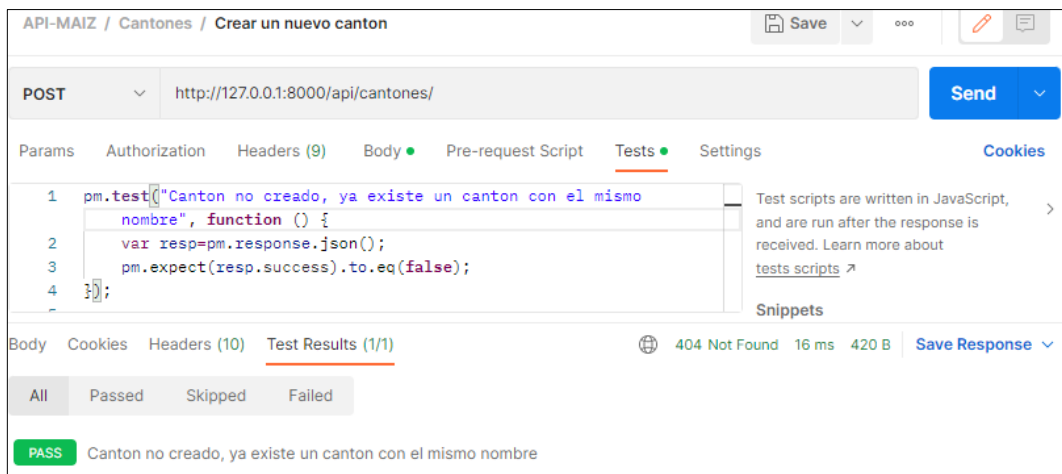 API-MAIZ / Cantones / Crear un nuevo canton
Save
POST
http://127.0.0.1:8000/api/cantones/
Send
Params Authorization Headers (9) Body Pre-request Script Tests Settings Cookies
1 pm.test("Canton no creado, ya existe un canton con el mismo
nombre", function () {
2 var resp=pm.response.json();
3 pm.expect(resp.success).to.eq(false);
4 });
Test scripts are written in JavaScript,
and are run after the response is
received. Learn more about
tests scripts
Snippets
Body Cookies Headers (10) Test Results (1/1) 404 Not Found 16 ms 420 B Save Response
All Passed Skipped Failed
PASS Canton no creado, ya existe un canton con el mismo nombre